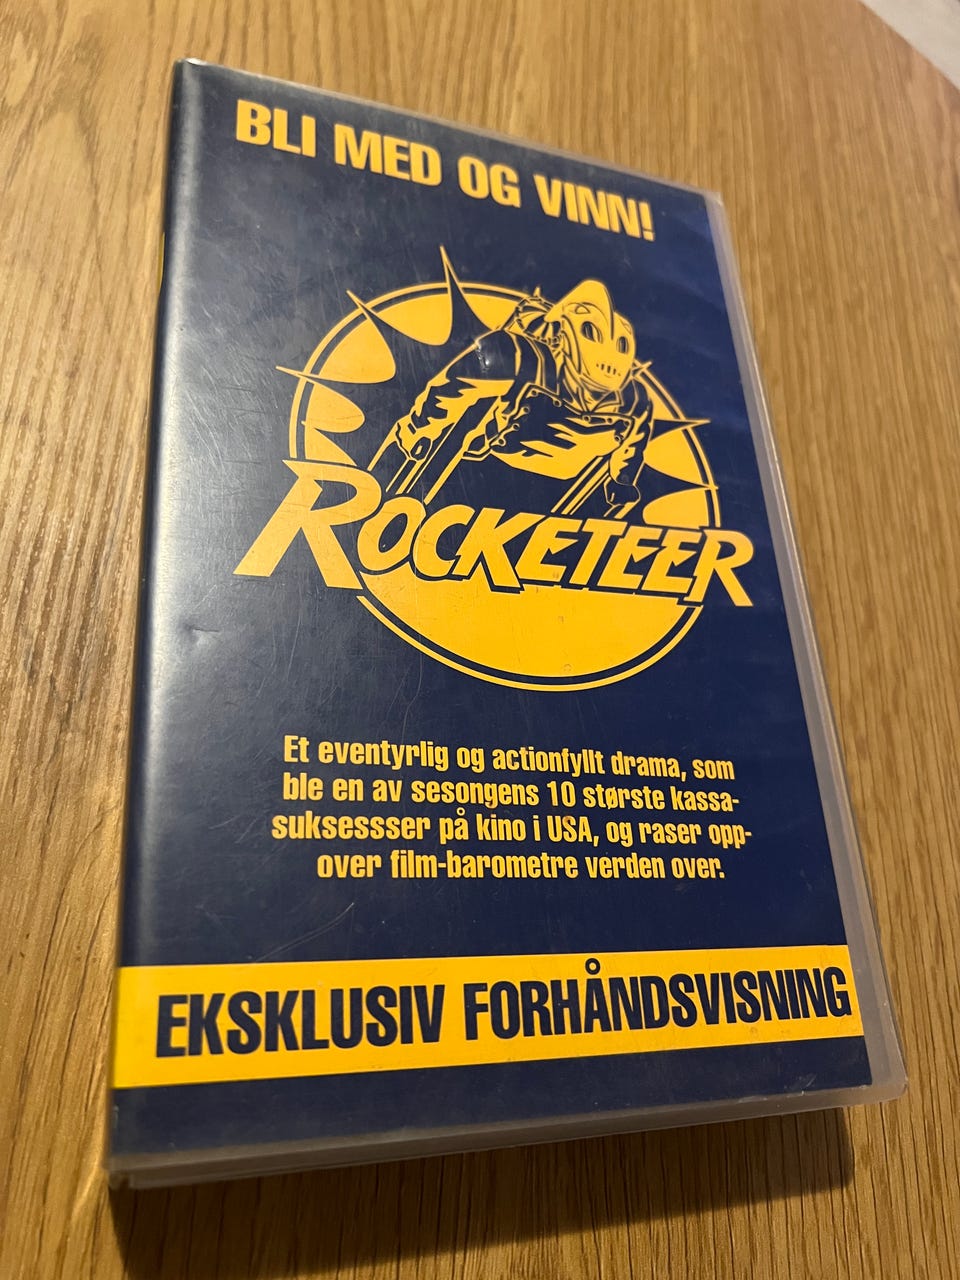 BLI MED OG VINN!
ROCKETEER
Et eventyrlig og actionfyllt drama, som
ble en av sesongens 10 største kassa-
suksessser på kino i USA, og raser opp-
over film-barometre verden over.
EKSKLUSIV FORHÅNDSVISNING